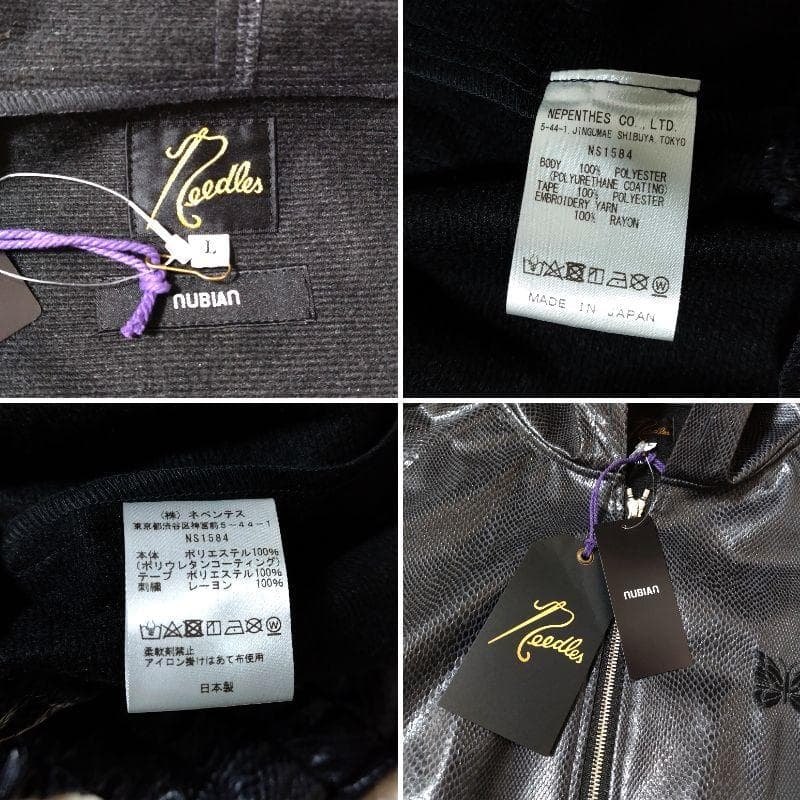 Needles
L
NUBIAN
NEPENTHES CO., LTD.
5-44-1, JINGUMAE SHIBUYA TOKYO
NS1584
BODY 100% POLYESTER
(POLYURETHANE COATING)
TAPE 100% POLYESTER
EMBROIDERY YARN
100% RAYON
MADE IN JAPAN
(株) ネペンテス
東京都渋谷区神宮前5-44-1
NS1584
本体 ポリエステル100%
(ポリウレタンコーティング)
テープ ポリエステル100%
刺繍 レーヨン 100%
柔軟剤禁止
アイロン掛けはあて布使用
日本製
Needles
Needles
NUBIAN